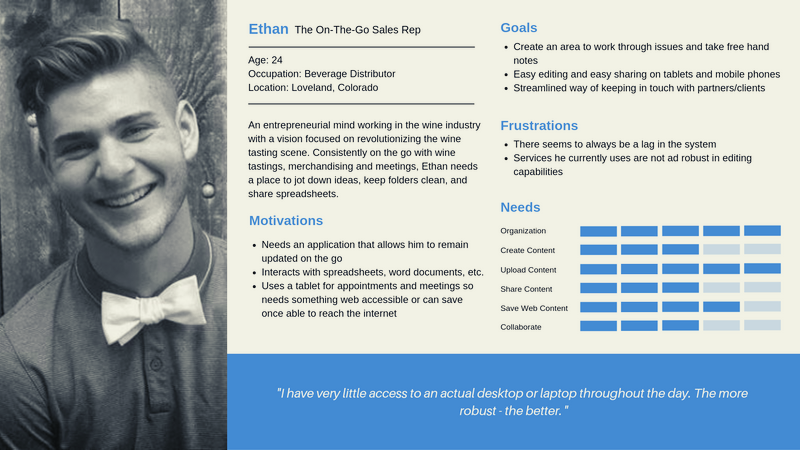 Ethan The On-The-Go Sales Rep
Age: 24
Occupation: Beverage Distributor
Location: Loveland, Colorado
An entrepreneurial mind working in the wine industry
with a vision focused on revolutionizing the wine
tasting scene. Consistently on the go with wine
tastings, merchandising and meetings, Ethan needs
a place to jot down ideas, keep folders clean, and
share spreadsheets.
Motivations
• Needs an application that allows him to remain
updated on the go
• Interacts with spreadsheets, word documents, etc.
• Uses a tablet for appointments and meetings so
needs something web accessible or can save
once able to reach the internet
Goals
• Create an area to work through issues and take free hand
notes
• Easy editing and easy sharing on tablets and mobile phones
• Streamlined way of keeping in touch with partners/clients
Frustrations
• There seems to always be a lag in the system
• Services he currently uses are not ad robust in editing
capabilities
Needs
Organization
Create Content
Upload Content
Share Content
Save Web Content
Collaborate
"I have very little access to an actual desktop or laptop throughout the day. The more
robust - the better."